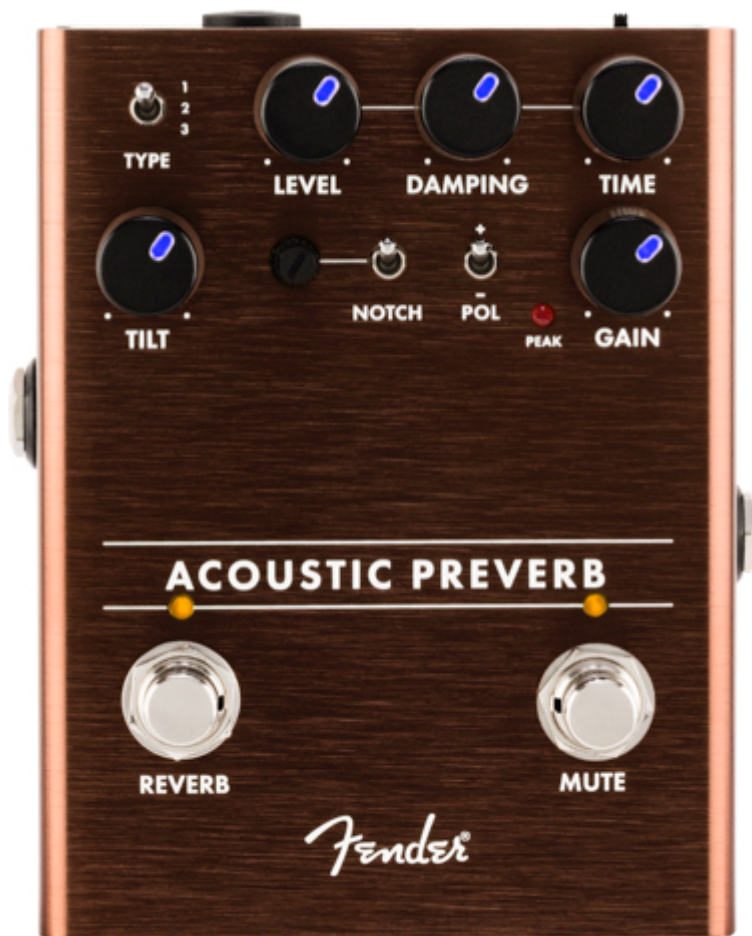 1
2
3
TYPE
LEVEL DAMPING TIME
+
NOTCH
-
POL
TILT
PEAK
GAIN
ACOUSTIC PREVERB
REVERB
MUTE
Fender®